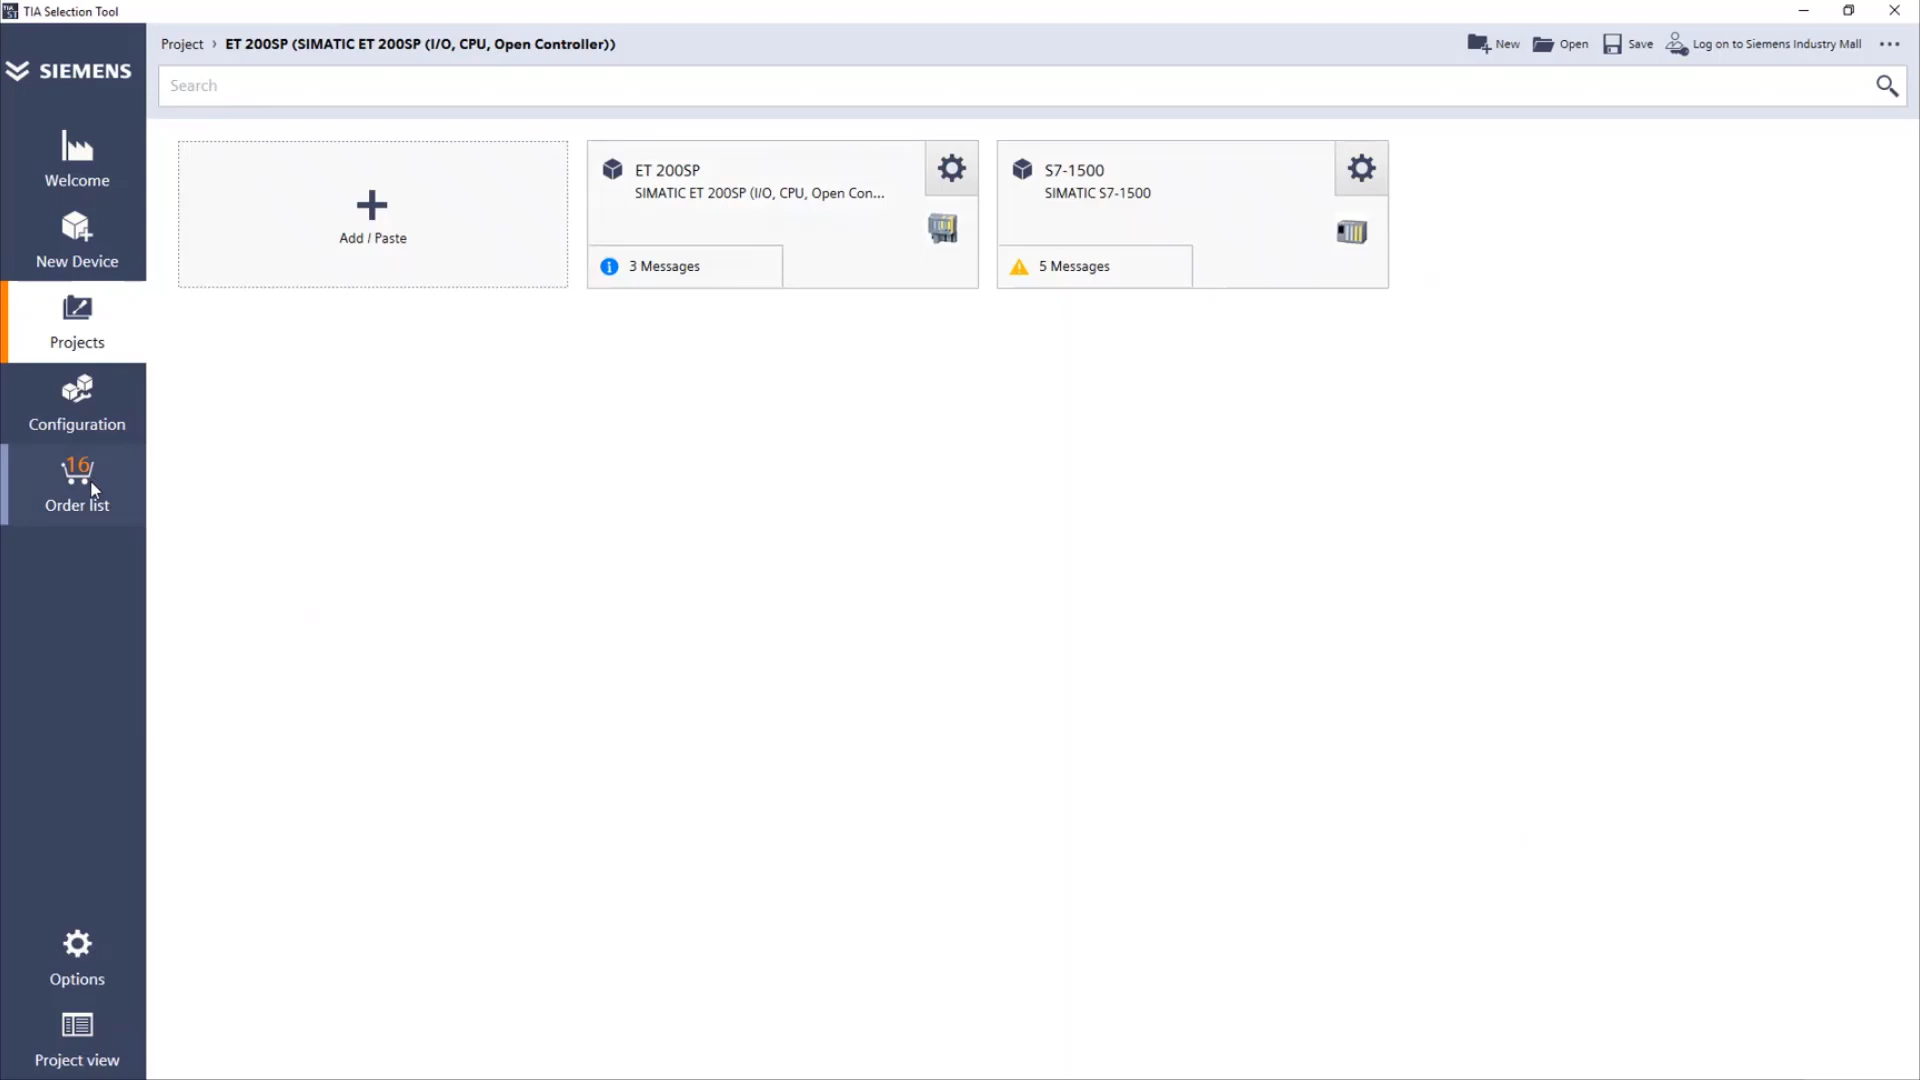 TIA Selection Tool
SIEMENS
Project › ET 200SP (SIMATIC ET 200SP (I/O, CPU, Open Controller))
New
Open
Save
Log on to Siemens Industry Mall
Search
Welcome
New Device
Projects
Configuration
16
Order list
Options
Project view
Add / Paste
ET 200SP
SIMATIC ET 200SP (I/O, CPU, Open Con...
3 Messages
S7-1500
SIMATIC S7-1500
5 Messages